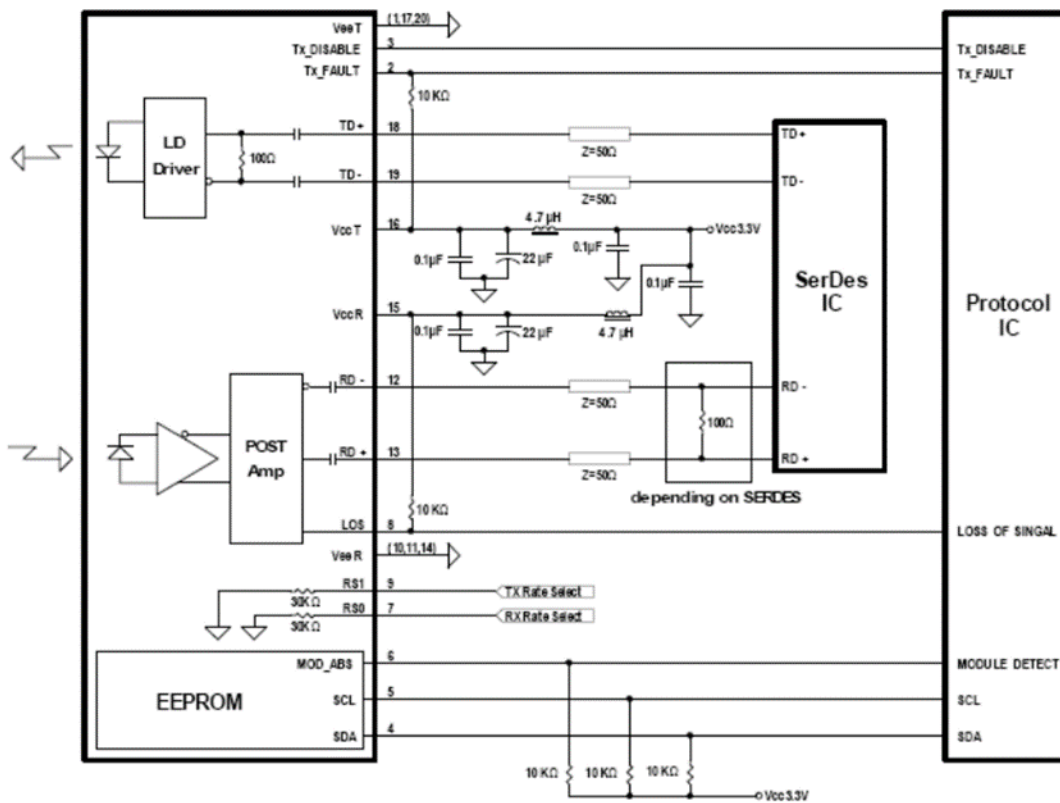 VeeT (1,17,20)
Tx_DISABLE 3 Tx_DISABLE
Tx_FAULT 2 Tx_FAULT
10 KΩ
TD+ 18 TD+
LD
Driver
100Ω
Z=50Ω
TD- 19 TD-
Z=50Ω
VccT 16 4.7 µH Vcc3.3V
0.1µF 22 µF 0.1µF
0.1µF
SerDes
IC
Protocol
IC
VccR 15
0.1µF 22 µF 4.7 µH
RD - 12 RD -
Z=50Ω
100Ω
POST
Amp
RD + 13 RD +
Z=50Ω
depending on SERDES
10 KΩ
LOS 8 LOSS OF SINGAL
VeeR (10,11,14)
RS1 9 TX Rate Select
30KΩ
RS0 7 RX Rate Select
30KΩ
MOD_ABS 6 MODULE DETECT
EEPROM
SCL 5 SCL
SDA 4 SDA
10 KΩ 10 KΩ 10 KΩ
Vcc3.3V